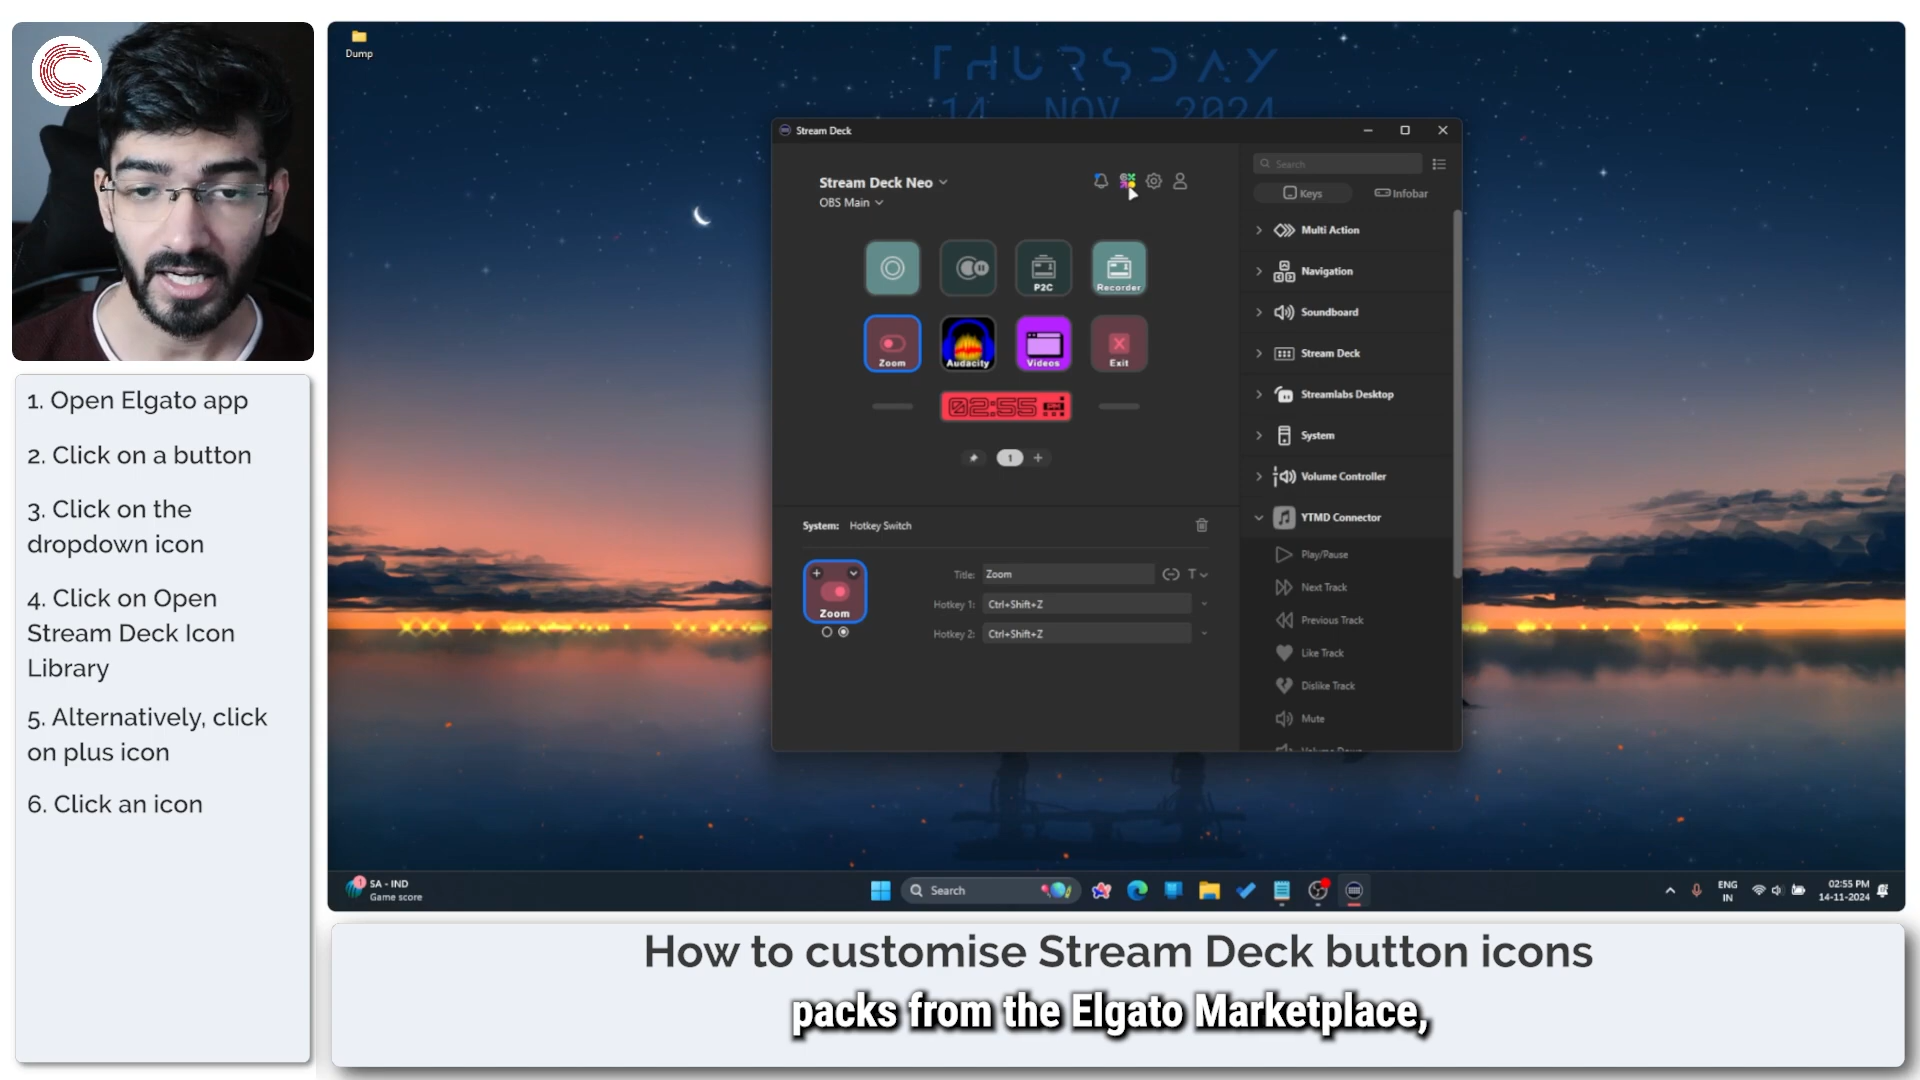 Dump
THURSDAY
14 NOV 2024
1. Open Elgato app
2. Click on a button
3. Click on the
dropdown icon
4. Click on Open
Stream Deck Icon
Library
5. Alternatively, click
on plus icon
6. Click an icon
Stream Deck
Stream Deck Neo
OBS Main
P2C
Recorder
Zoom
Audacity
Videos
Exit
02:55
1
System: Hotkey Switch
Zoom
Title: Zoom
T
Hotkey 1: Ctrl+Shift+Z
Hotkey 2: Ctrl+Shift+Z
Search
Keys
Infobar
Multi Action
Navigation
Soundboard
Stream Deck
Streamlabs Desktop
System
Volume Controller
YTMD Connector
Play/Pause
Next Track
Previous Track
Like Track
Dislike Track
Mute
Volume Down
1
SA - IND
Game score
Search
ENG
IN
02:55 PM
14-11-2024
How to customise Stream Deck button icons
packs from the Elgato Marketplace,